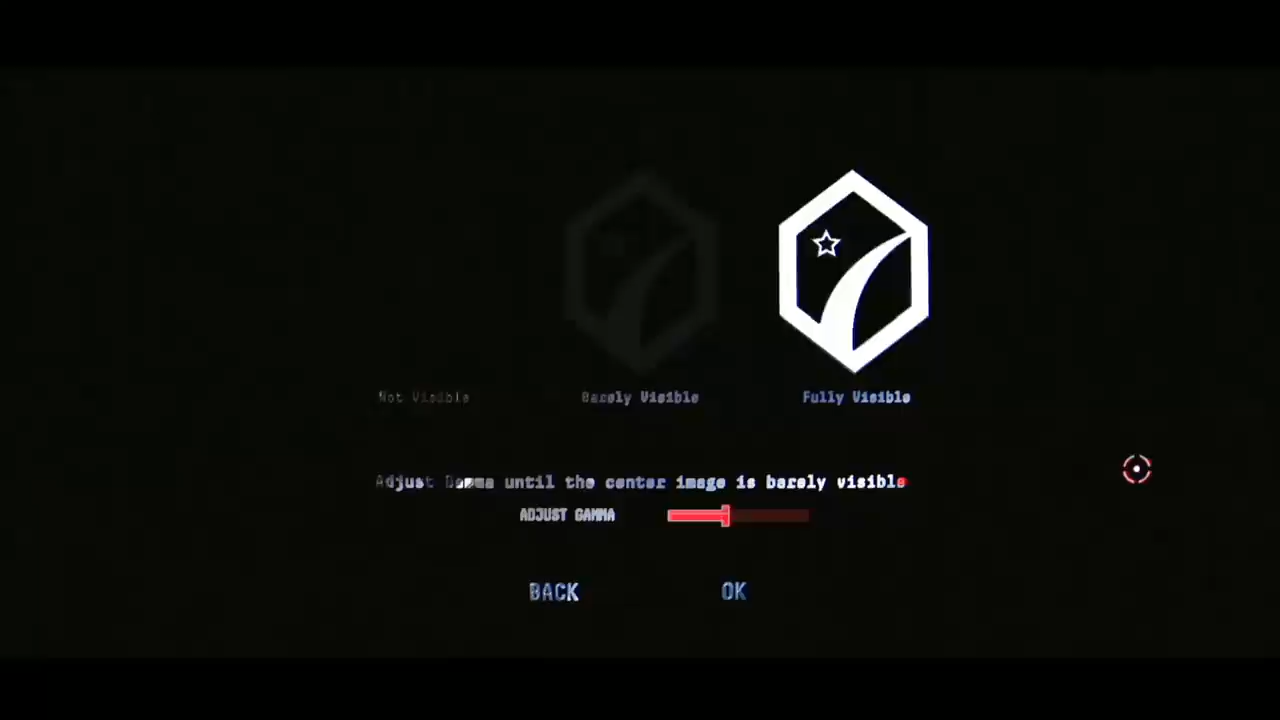 Not Visible
Barely Visible
Fully Visible
Adjust Gamma until the center image is barely visible
ADJUST GAMMA
BACK
OK